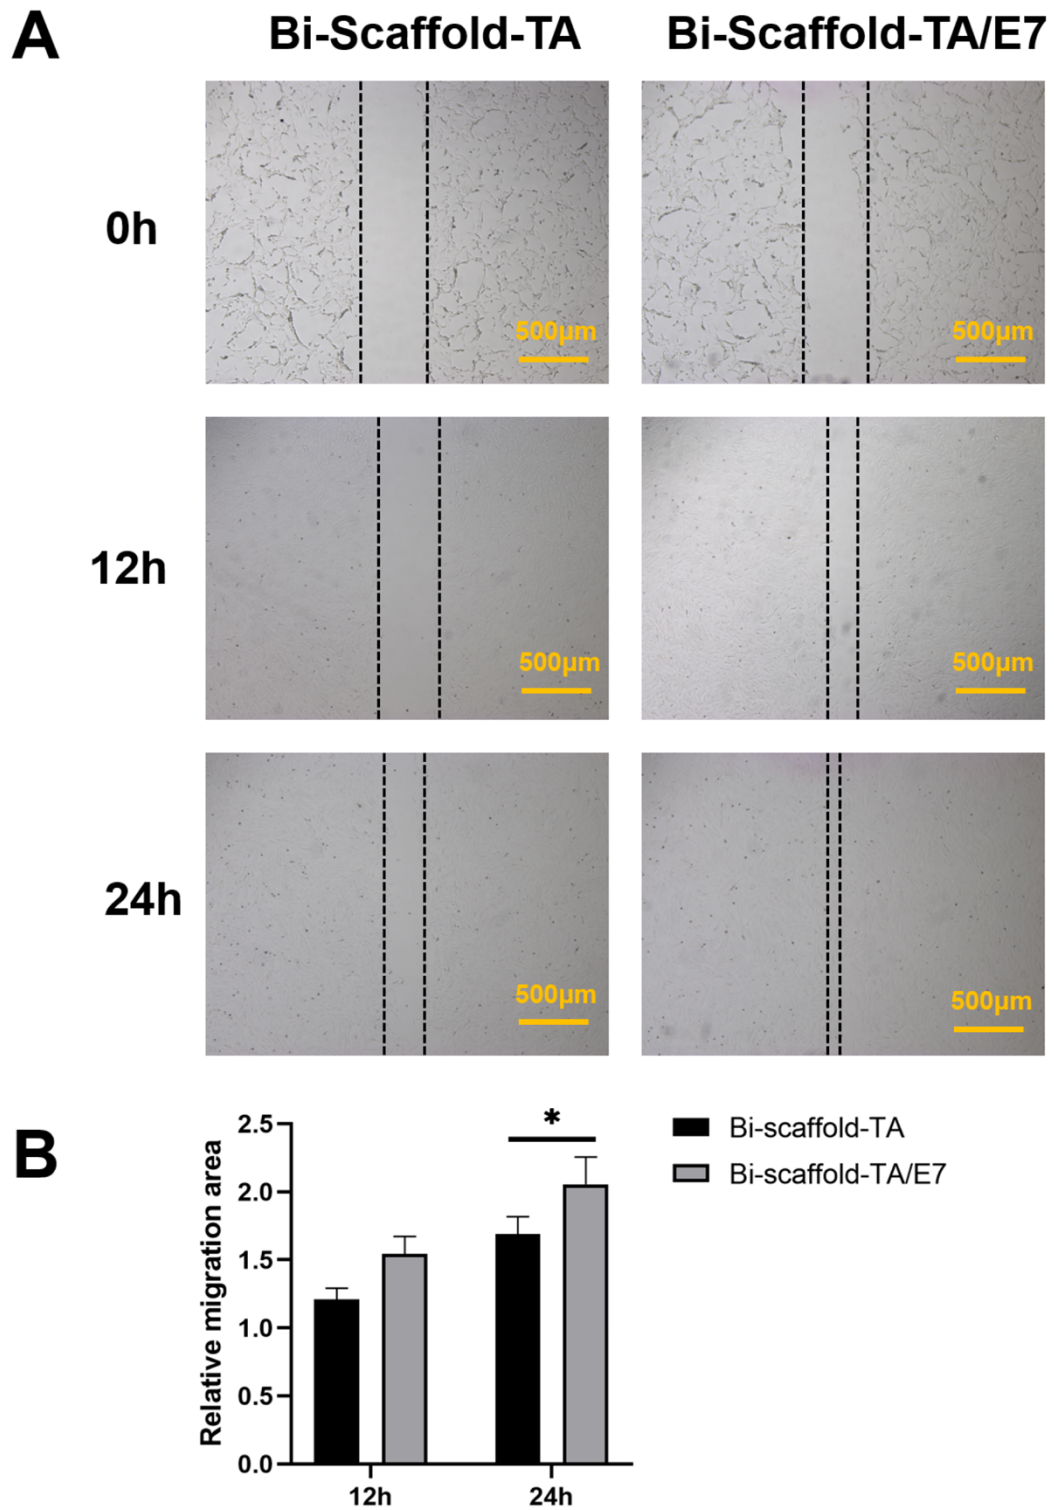 A
Bi-Scaffold-TA
Bi-Scaffold-TA/E7
0h
500μm
500μm
12h
500μm
500μm
24h
500μm
500μm
B
Relative migration area
2.5
2.0
1.5
1.0
0.5
0.0
*
12h
24h
Bi-scaffold-TA
Bi-scaffold-TA/E7